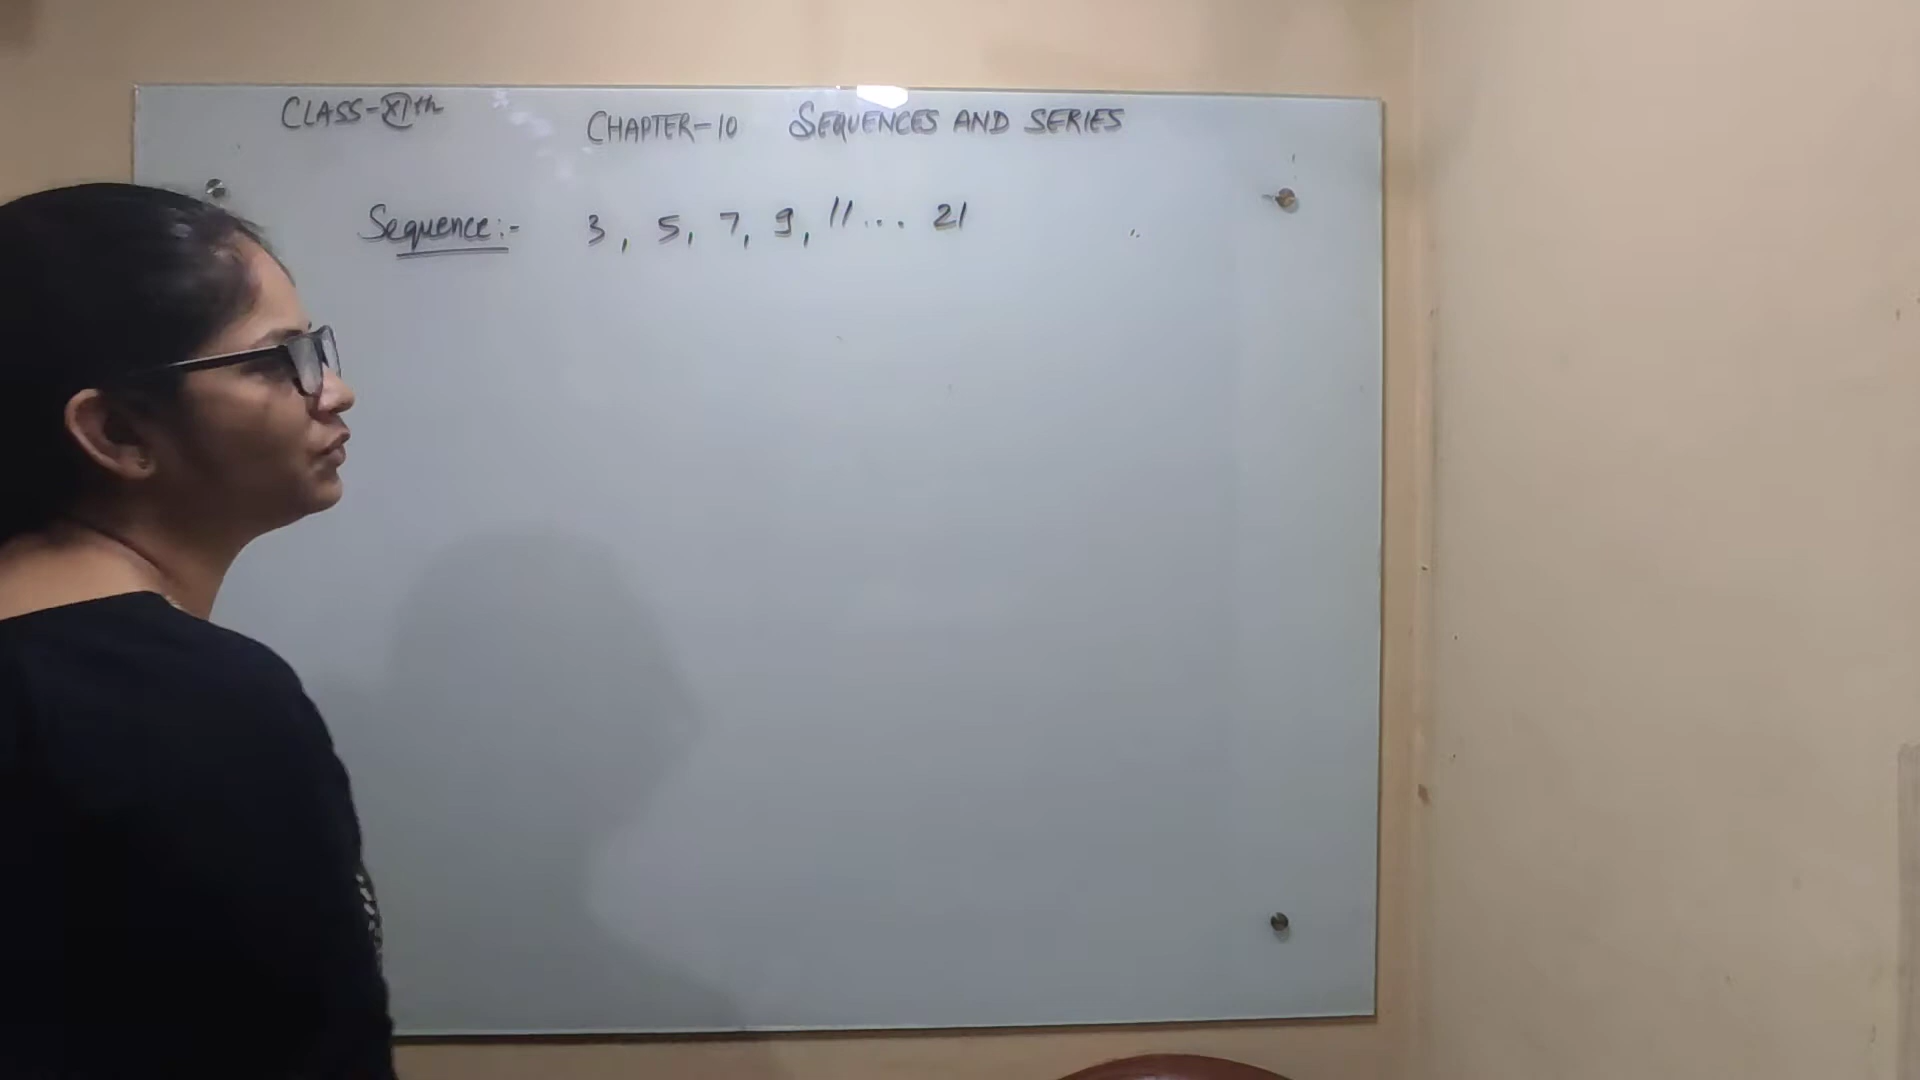 CLASS-XIth
CHAPTER-10 SEQUENCES AND SERIES
Sequence:- 3, 5, 7, 9, 11... 21